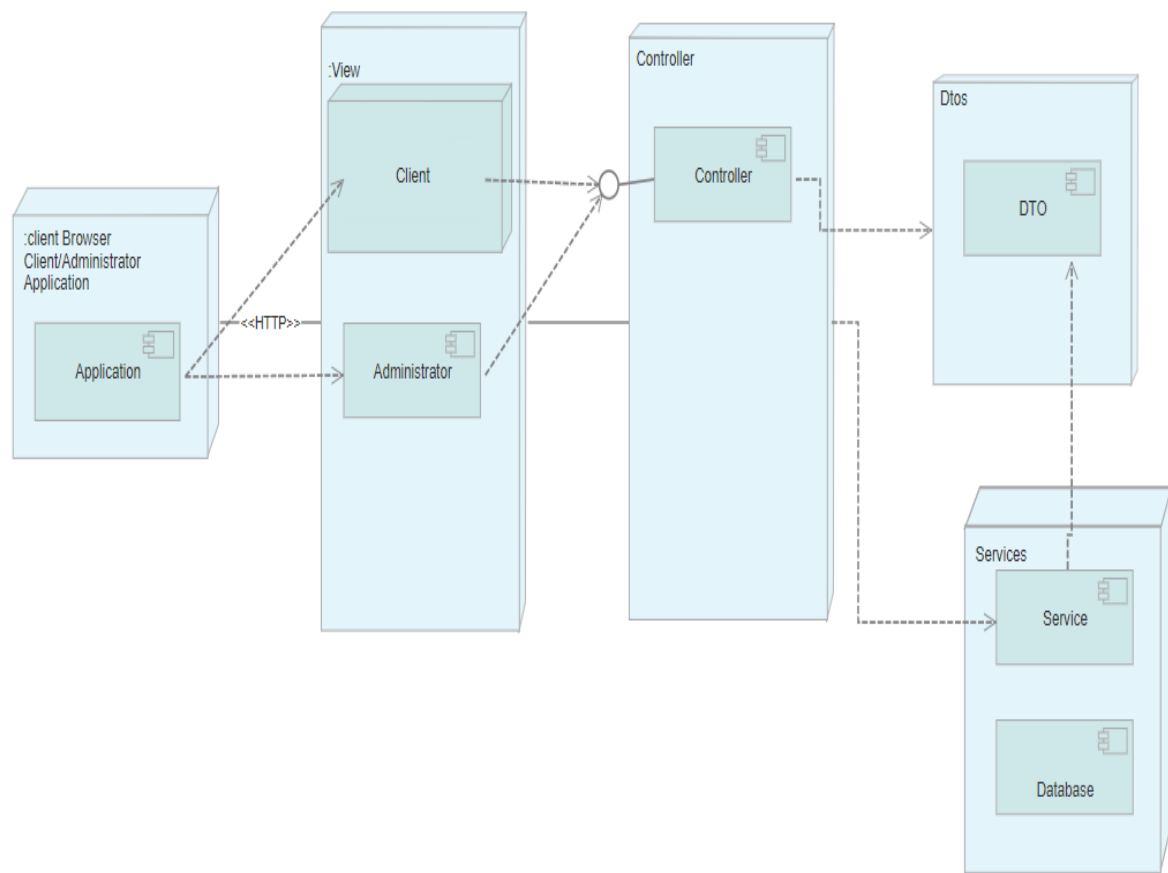 :client Browser
Client/Administrator
Application
Application
<<HTTP>>
:View
Client
Administrator
Controller
Controller
Dtos
DTO
Services
Service
Database